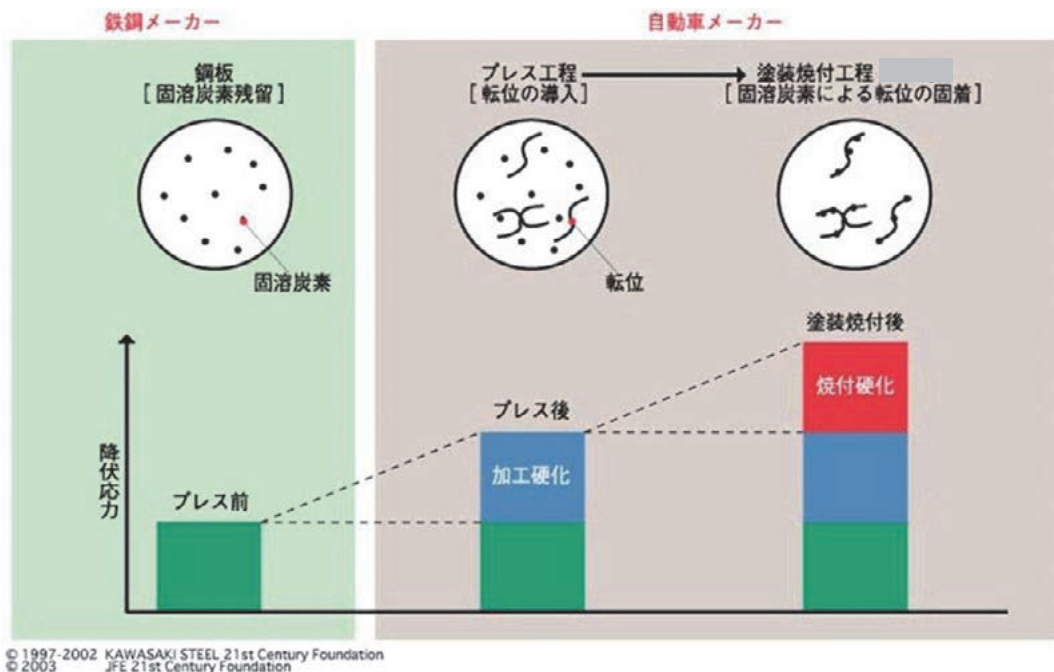 鉄鋼メーカー
自動車メーカー
鋼板
[ 固溶炭素残留 ]
プレス工程
[ 転位の導入 ]
塗装焼付工程
[ 固溶炭素による転位の固着 ]
固溶炭素
転位
降伏応力
プレス前
プレス後
加工硬化
塗装焼付後
焼付硬化
© 1997-2002 KAWASAKI STEEL 21st Century Foundation
© 2003 JFE 21st Century Foundation